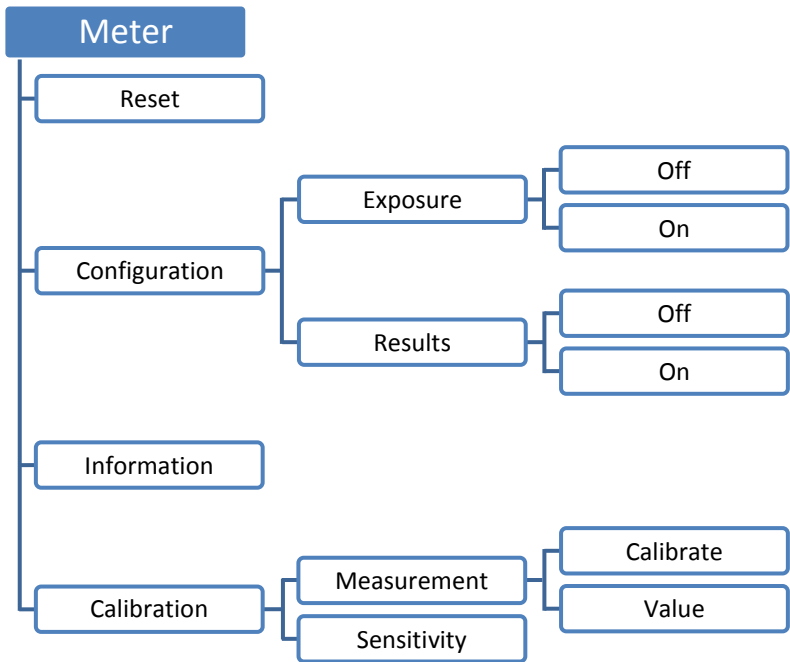 Meter
Reset
Configuration
Exposure
Off
On
Results
Off
On
Information
Calibration
Measurement
Calibrate
Value
Sensitivity